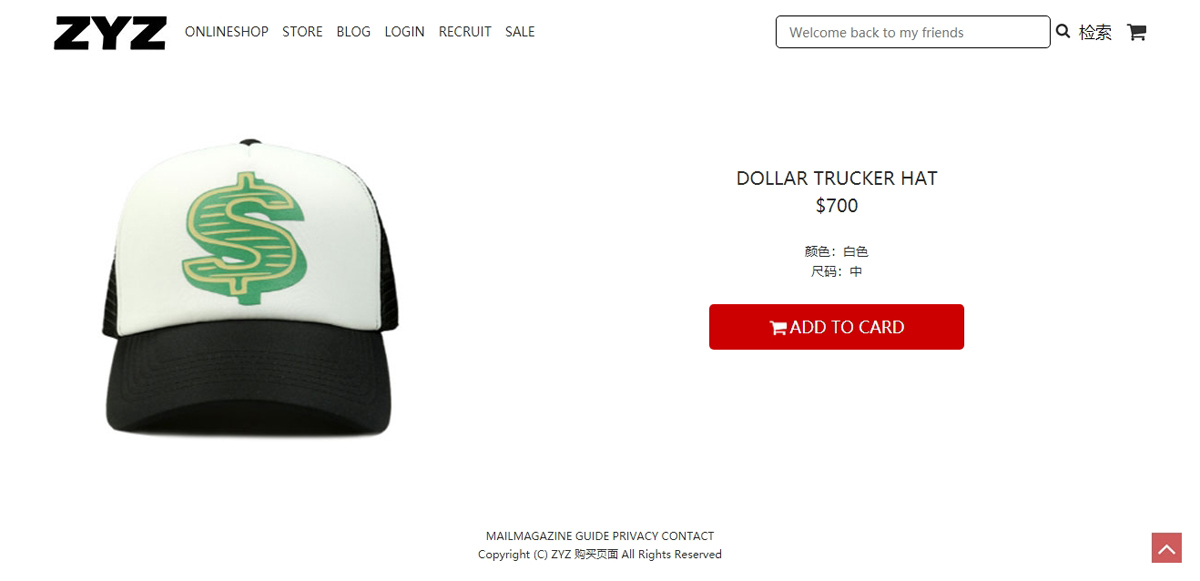 ZYZ ONLINESHOP STORE BLOG LOGIN RECRUIT SALE Welcome back to my friends 检索
$
DOLLAR TRUCKER HAT
$700
颜色：白色
尺码：中
ADD TO CARD
MAILMAGAZINE GUIDE PRIVACY CONTACT
Copyright (C) ZYZ 购买页面 All Rights Reserved